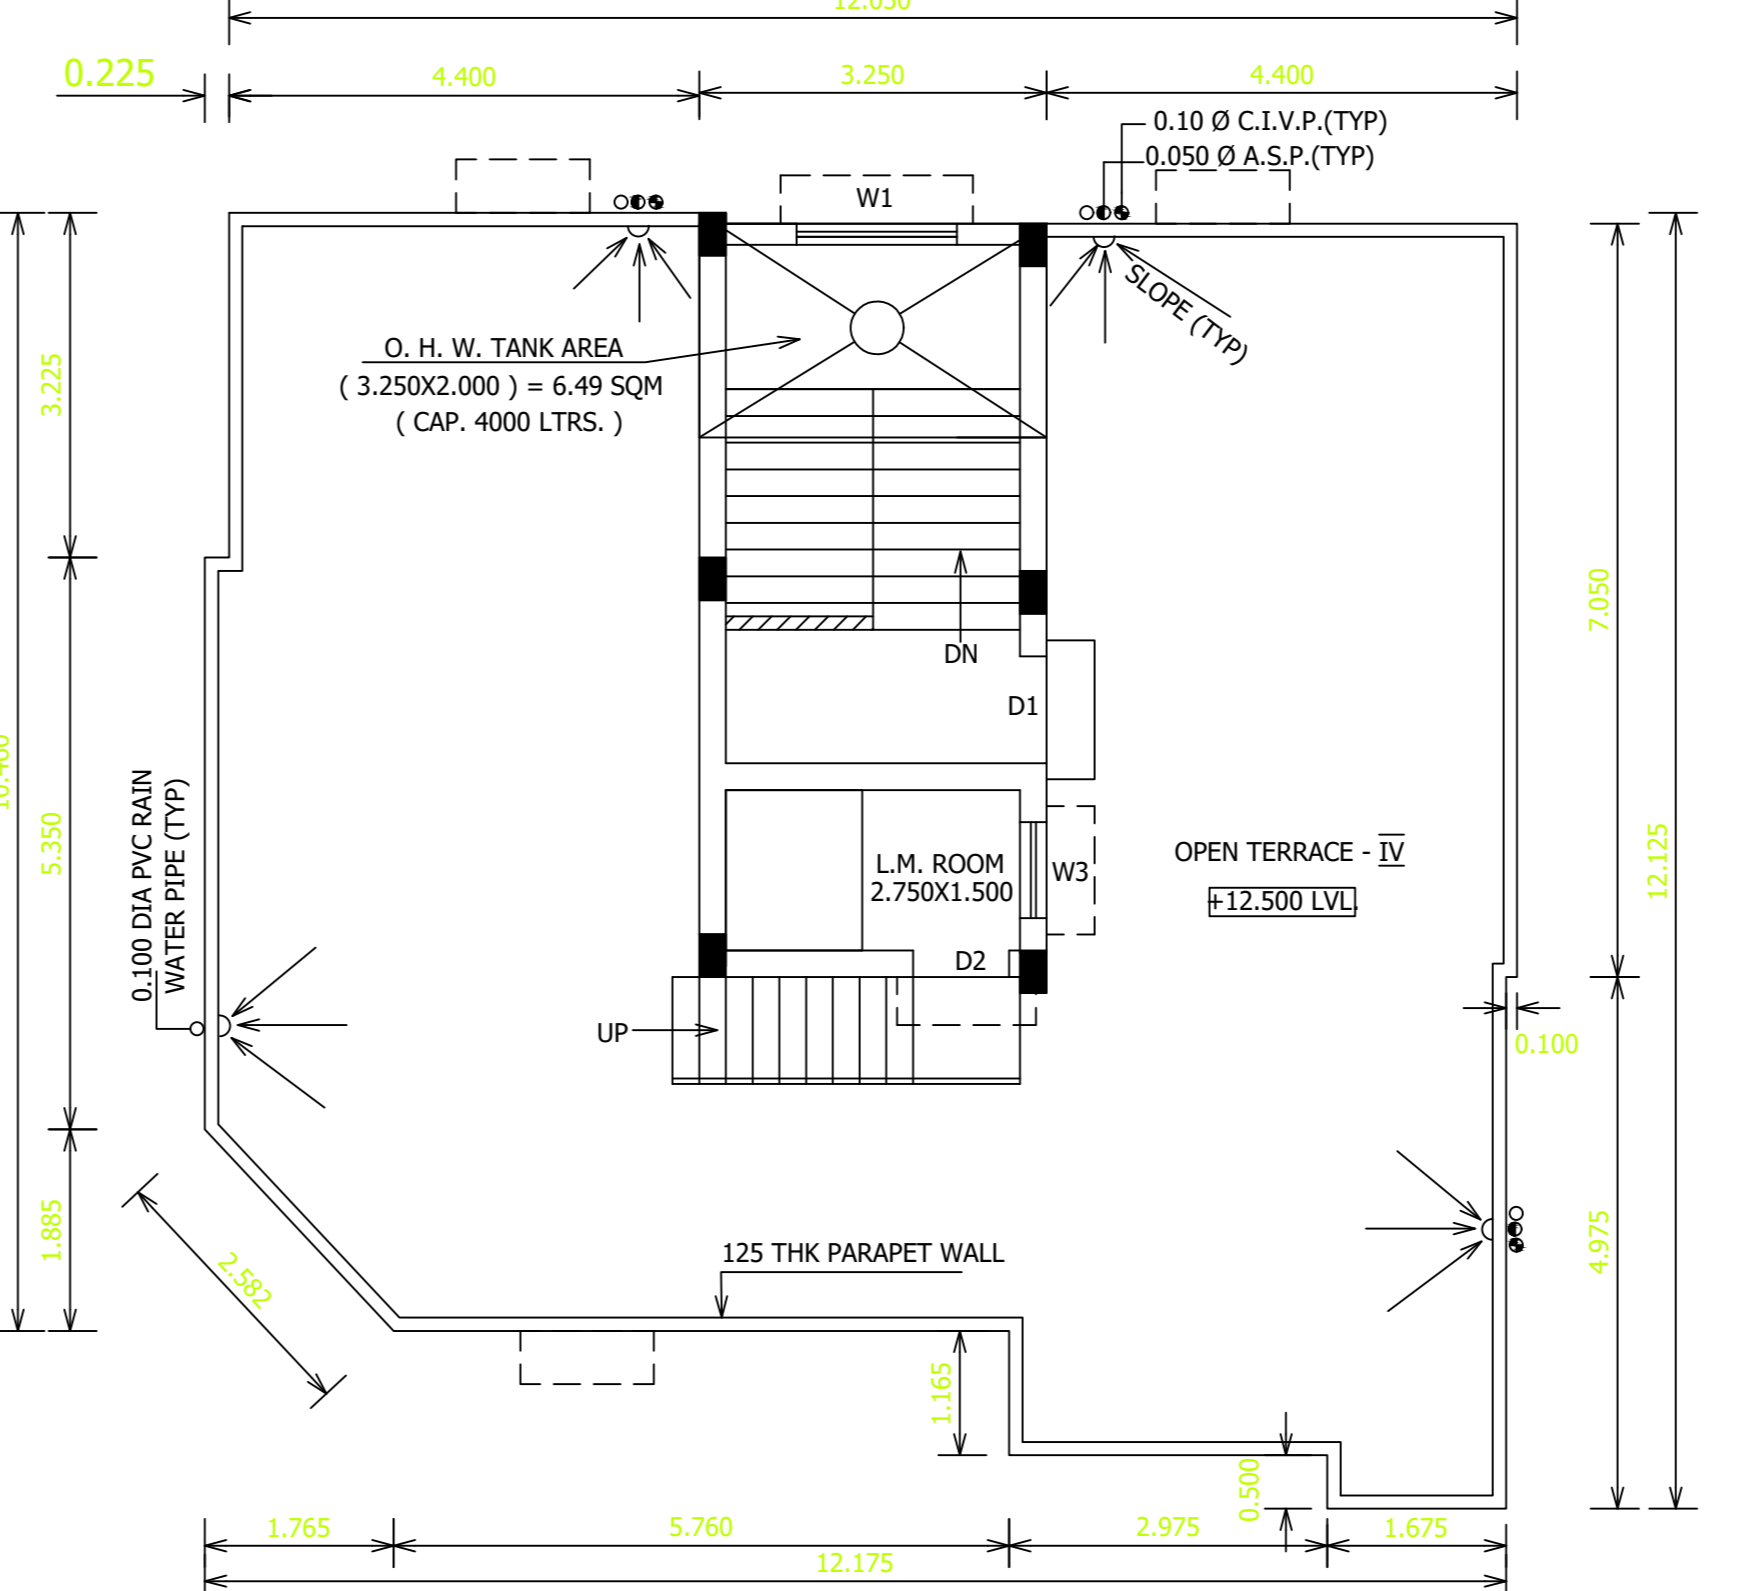 12.050
0.225
4.400
3.250
4.400
0.10 Ø C.I.V.P.(TYP)
0.050 Ø A.S.P.(TYP)
W1
SLOPE (TYP)
O. H. W. TANK AREA
( 3.250X2.000 ) = 6.49 SQM
( CAP. 4000 LTRS. )
3.225
7.050
DN
D1
5.350
0.100 DIA PVC RAIN
WATER PIPE (TYP)
L.M. ROOM
2.750X1.500
W3
OPEN TERRACE - IV
+12.500 LVL.
12.125
D2
UP
0.100
1.885
2.582
125 THK PARAPET WALL
4.975
1.165
0.500
1.765
5.760
2.975
1.675
12.175